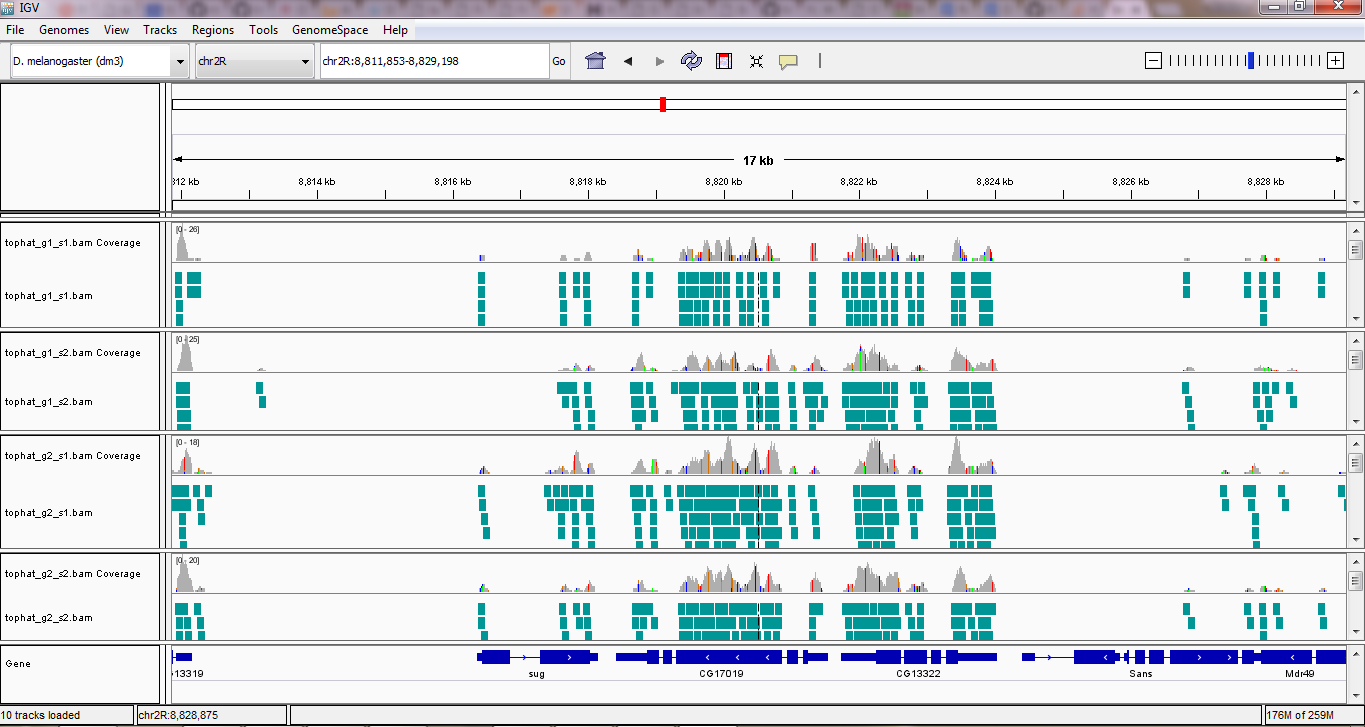 IGV
File Genomes View Tracks Regions Tools GenomeSpace Help
D. melanogaster (dm3) chr2R chr2R:8,811,853-8,829,198 Go
17 kb
312 kb 8,814 kb 8,816 kb 8,818 kb 8,820 kb 8,822 kb 8,824 kb 8,826 kb 8,828 kb
tophat_g1_s1.bam Coverage [0 - 26]
tophat_g1_s1.bam
tophat_g1_s2.bam Coverage [0 - 25]
tophat_g1_s2.bam
tophat_g2_s1.bam Coverage [0 - 18]
tophat_g2_s1.bam
tophat_g2_s2.bam Coverage [0 - 20]
tophat_g2_s2.bam
Gene
13319 sug CG17019 CG13322 Sans Mdr49
10 tracks loaded chr2R:8,828,875 176M of 259M